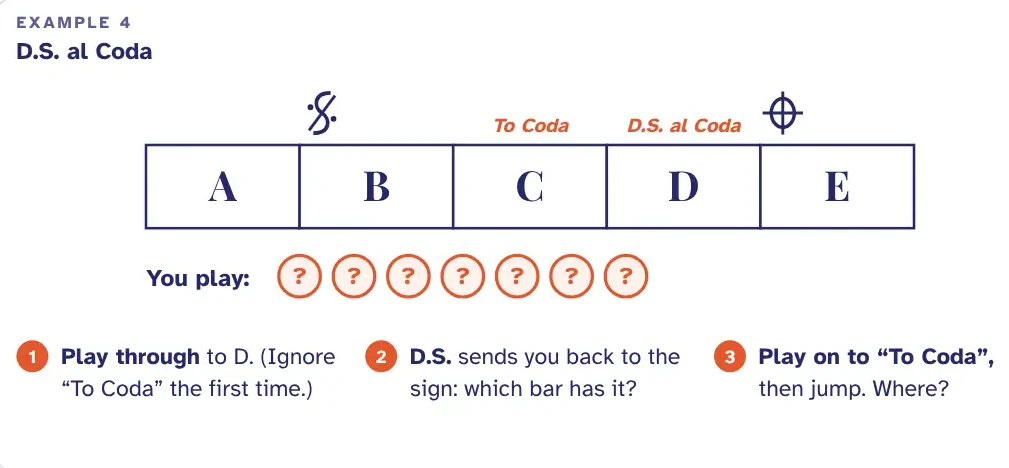 EXAMPLE 4
D.S. al Coda
To Coda D.S. al Coda
A B C D E
You play: ? ? ? ? ? ? ?
1 Play through to D. (Ignore
“To Coda” the first time.)
2 D.S. sends you back to the
sign: which bar has it?
3 Play on to “To Coda”,
then jump. Where?